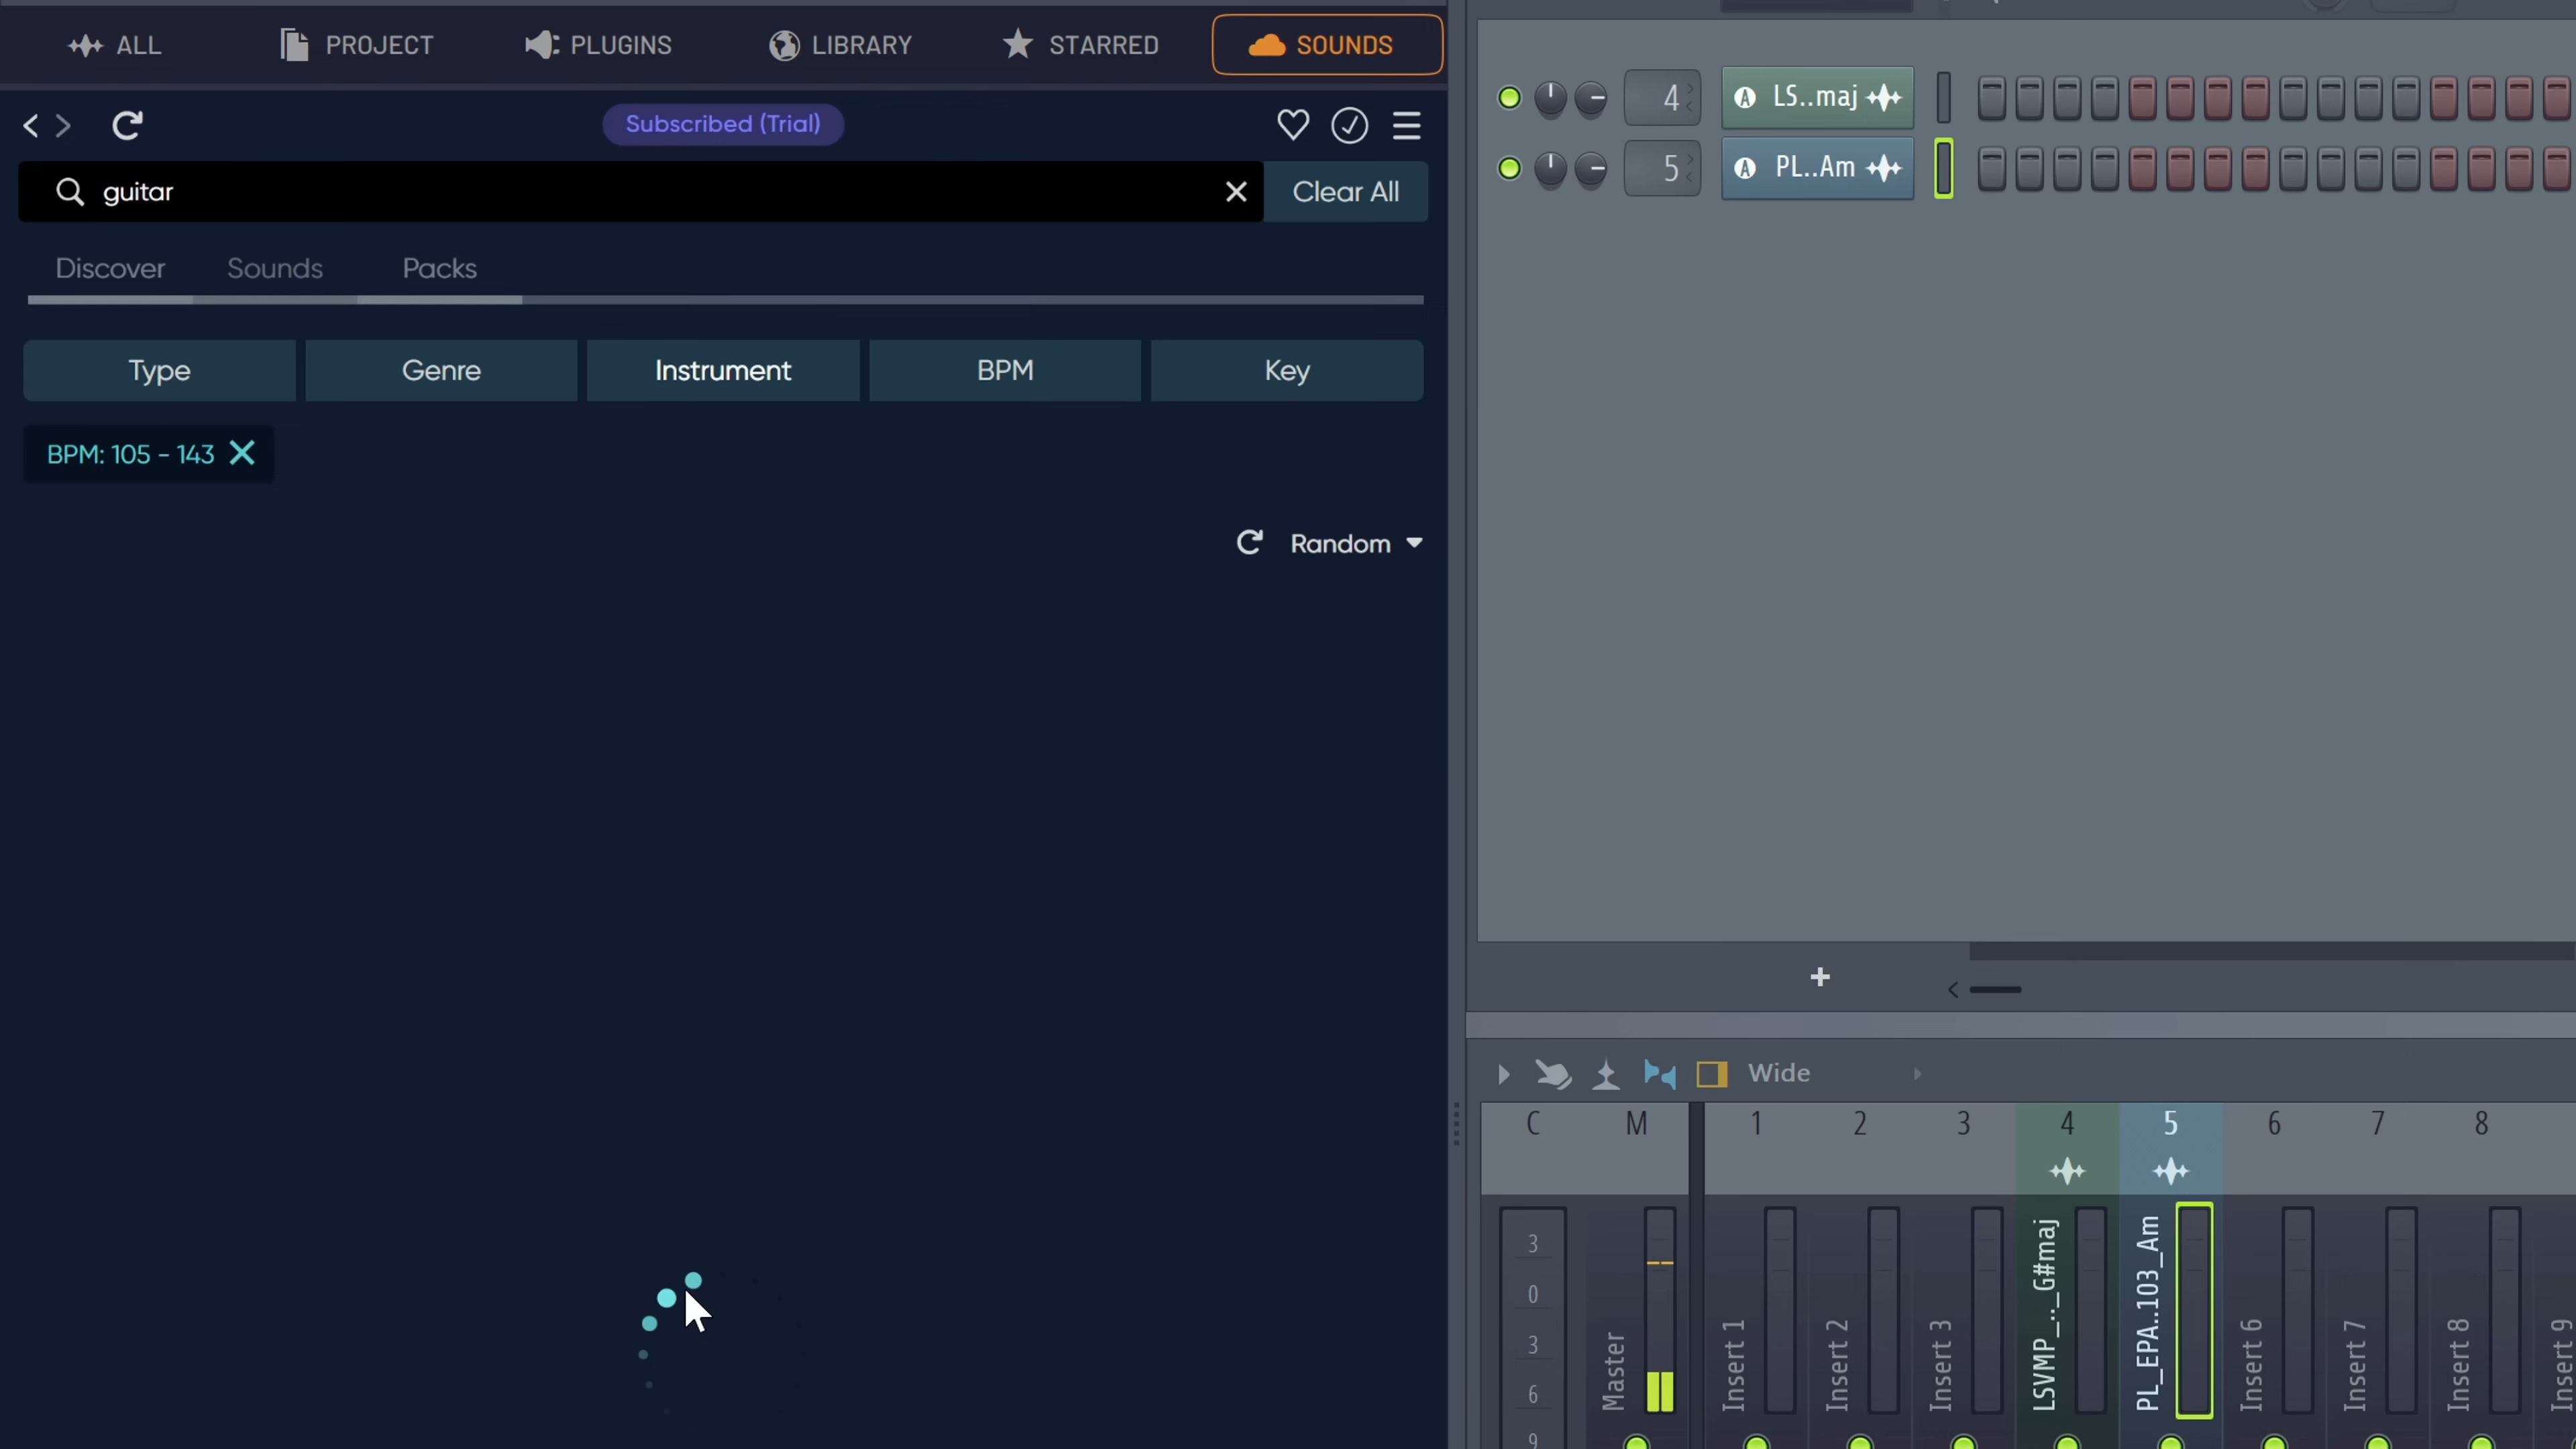 ALL PROJECT PLUGINS LIBRARY STARRED SOUNDS
Subscribed (Trial)
guitar
Clear All
Discover Sounds Packs
Type Genre Instrument BPM Key
BPM: 105 - 143
Random
4 LS..maj
5 PL..Am
+
Wide
C M 1 2 3 4 5 6 7 8
3
0
3
6
9
Master
Insert 1
Insert 2
Insert 3
LSVMP_.._G#maj
PL_EPA..103_Am
Insert 6
Insert 7
Insert 8
Insert 9